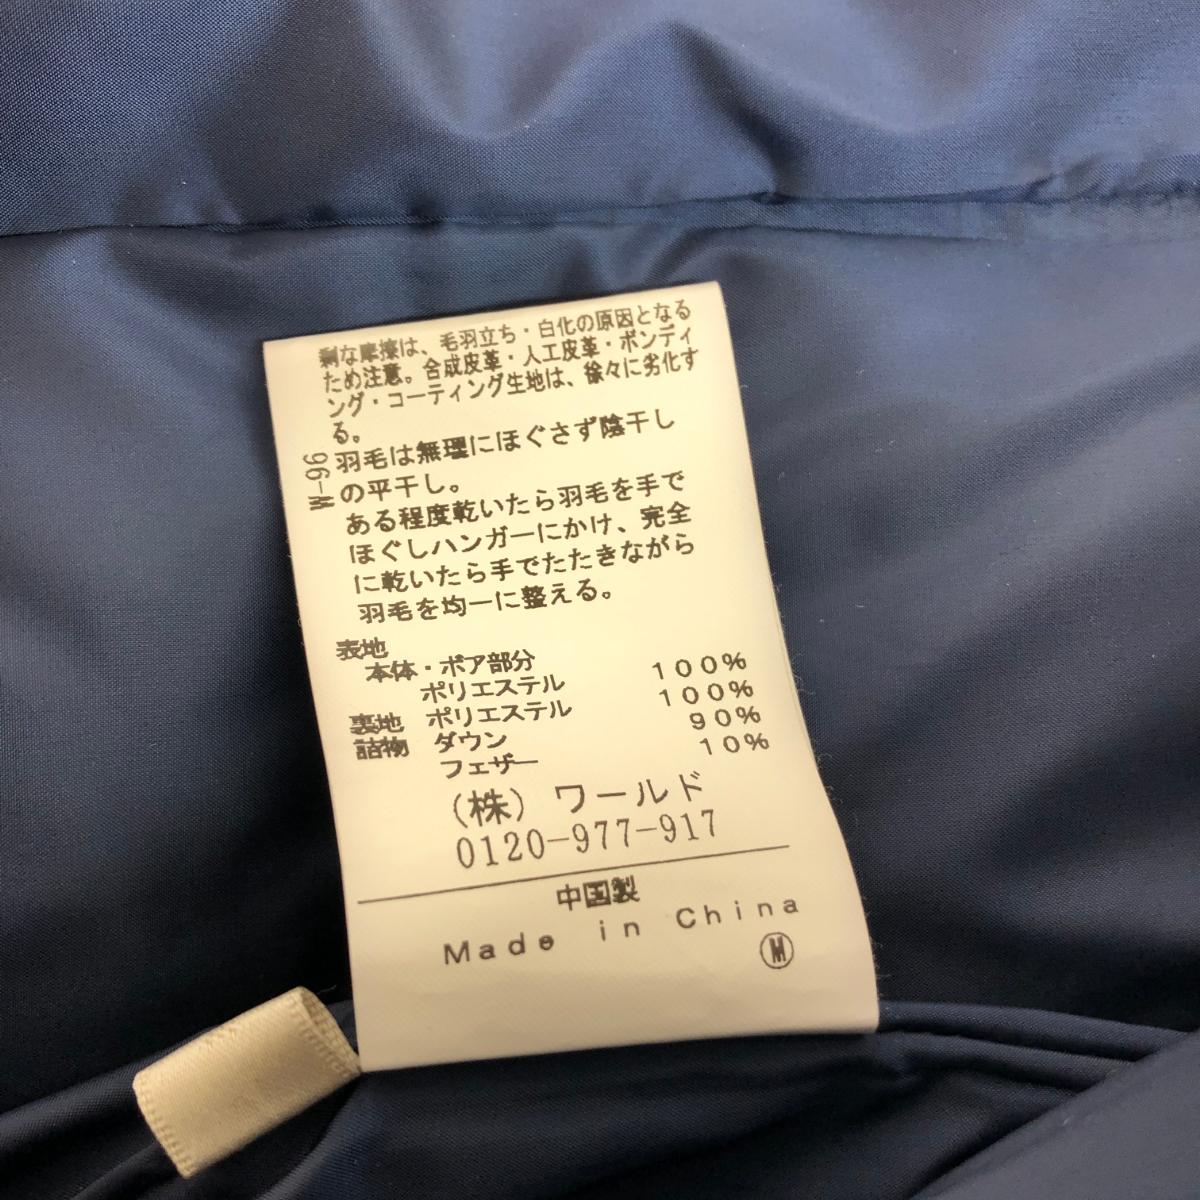 剰な摩擦は、毛羽立ち・白化の原因となる
ため注意。合成皮革・人工皮革・ボンディ
ング・コーティング生地は、徐々に劣化す
る。
羽毛は無理にほぐさず陰干し
の平干し。
ある程度乾いたら羽毛を手で
ほぐしハンガーにかけ、完全
に乾いたら手でたたきながら
羽毛を均一に整える。
96-M
表地
本体・ボア部分
ポリエステル 100%
裏地 ポリエステル 100%
詰物 ダウン 90%
フェザー 10%
(株) ワールド
0120-977-917
中国製
Made in China
M